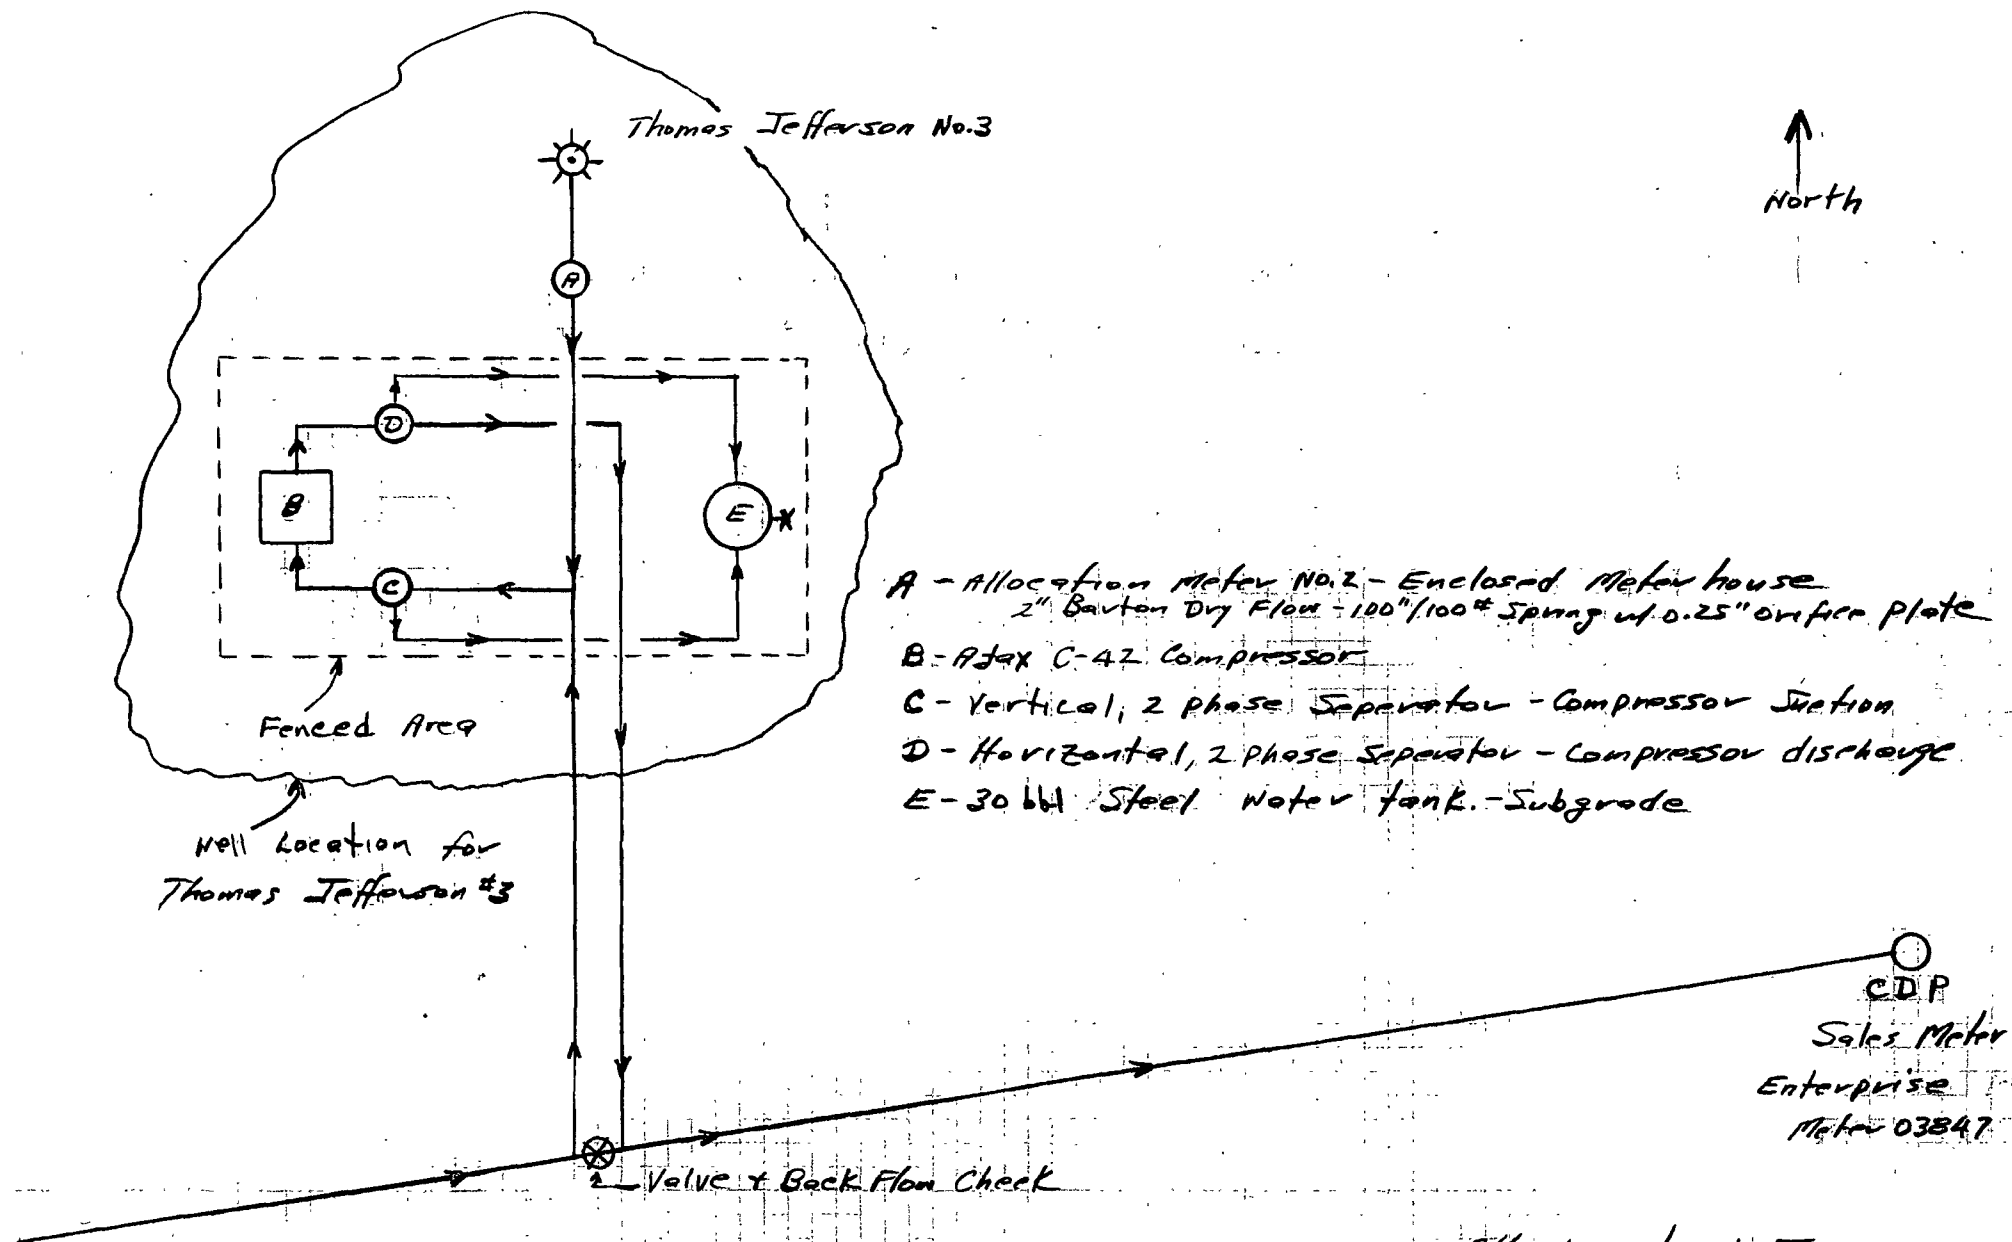 Thomas Jefferson No.3
North
A
D
B
E
C
A - Allocation Meter No.2 - Enclosed Meter house
2" Barton Dry Flow - 100"/100# Spring w/ 0.25" orifice plate
B - Ajax C-42 Compressor
C - Vertical, 2 phase Seperator - Compressor Suction
D - Horizontal, 2 phase Seperator - Compressor discharge
E - 30 bbl Steel Water tank. - Subgrade
Fenced Area
Well Location for
Thomas Jefferson #3
CDP
Sales Meter
Enterprise
Meter 03847
Valve & Back Flow Check